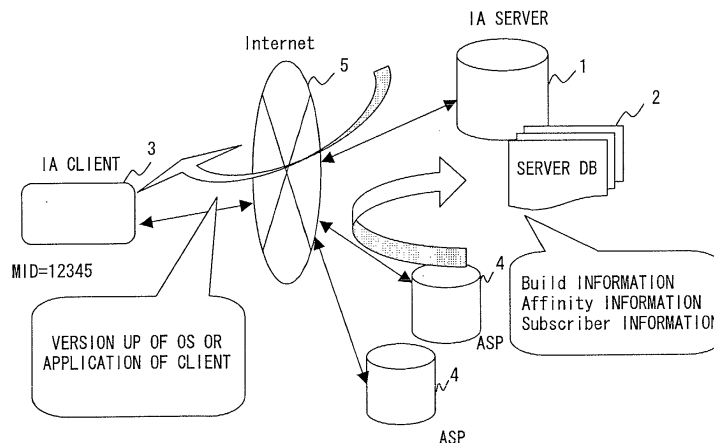 IA SERVER
Internet
5
1
2
IA CLIENT
3
SERVER DB
MID=12345
4
Build INFORMATION
Affinity INFORMATION
Subscriber INFORMATION
VERSION UP OF OS OR
APPLICATION OF CLIENT
ASP
4
ASP